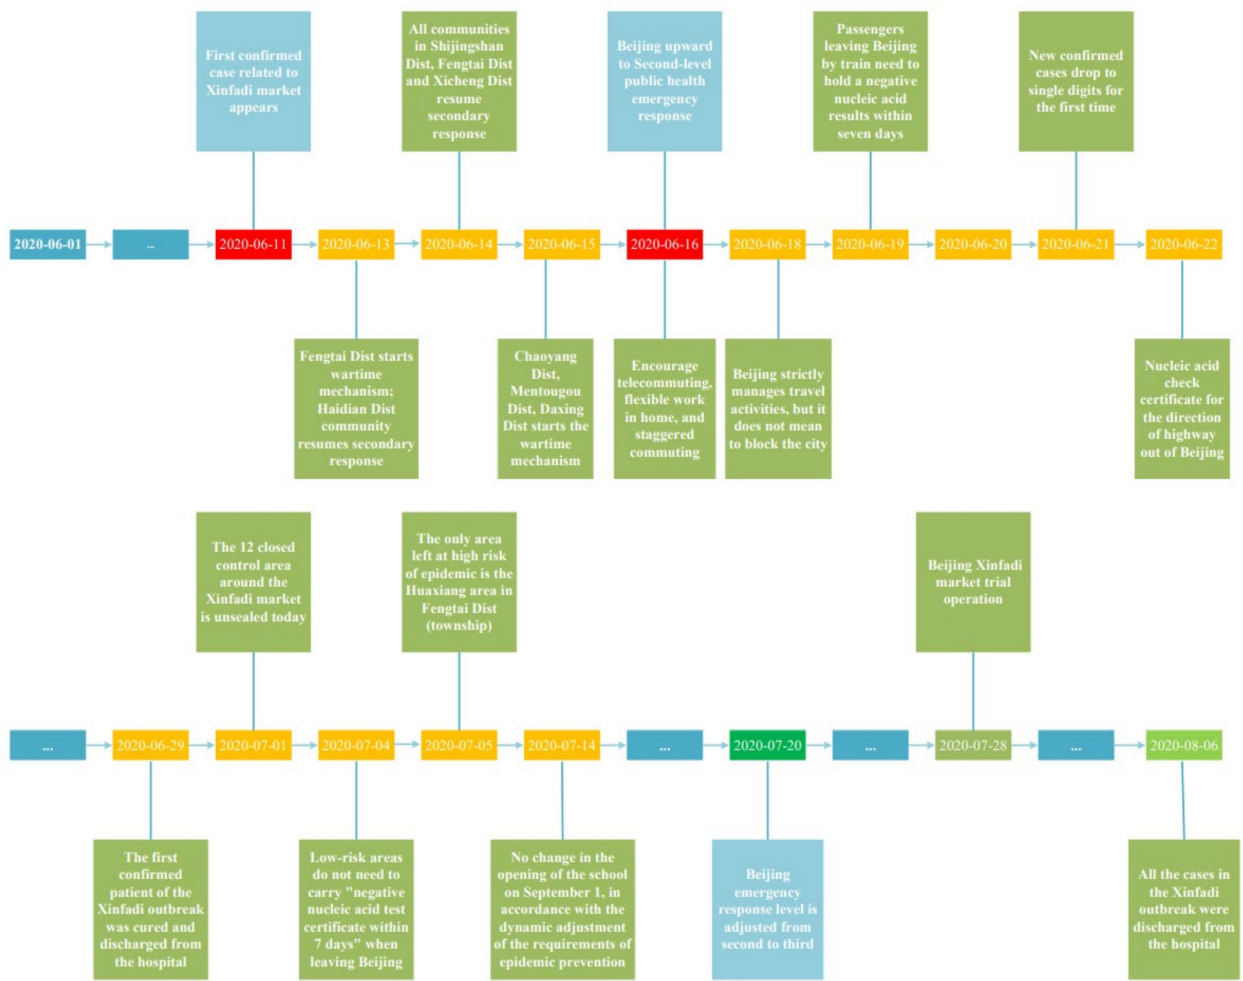 First confirmed
case related to
Xinfadi market
appears
All communities
in Shijingshan
Dist, Fengtai Dist
and Xicheng Dist
resume
secondary
response
Beijing upward
to Second-level
public health
emergency
response
Passengers
leaving Beijing
by train need to
hold a negative
nucleic acid
results within
seven days
New confirmed
cases drop to
single digits for
the first time
2020-06-01
...
2020-06-11
2020-06-13
2020-06-14
2020-06-15
2020-06-16
2020-06-18
2020-06-19
2020-06-20
2020-06-21
2020-06-22
Fengtai Dist starts
wartime
mechanism;
Haidian Dist
community
resumes secondary
response
Chaoyang
Dist,
Mentougou
Dist, Daxing
Dist starts the
wartime
mechanism
Encourage
telecommuting,
flexible work
in home, and
staggered
commuting
Beijing strictly
manages travel
activities, but it
does not mean
to block the city
Nucleic acid
check
certificate for
the direction
of highway
out of Beijing
The 12 closed
control area
around the
Xinfadi market
is unsealed today
The only area
left at high risk
of epidemic is the
Huaxiang area in
Fengtai Dist
(township)
Beijing Xinfadi
market trial
operation
...
2020-06-29
2020-07-01
2020-07-04
2020-07-05
2020-07-14
...
2020-07-20
...
2020-07-28
...
2020-08-06
The first
confirmed
patient of the
Xinfadi outbreak
was cured and
discharged from
the hospital
Low-risk areas
do not need to
carry "negative
nucleic acid test
certificate within
7 days" when
leaving Beijing
No change in the
opening of the school
on September 1, in
accordance with the
dynamic adjustment
of the requirements of
epidemic prevention
Beijing
emergency
response level is
adjusted from
second to third
All the cases in
the Xinfadi
outbreak were
discharged from
the hospital